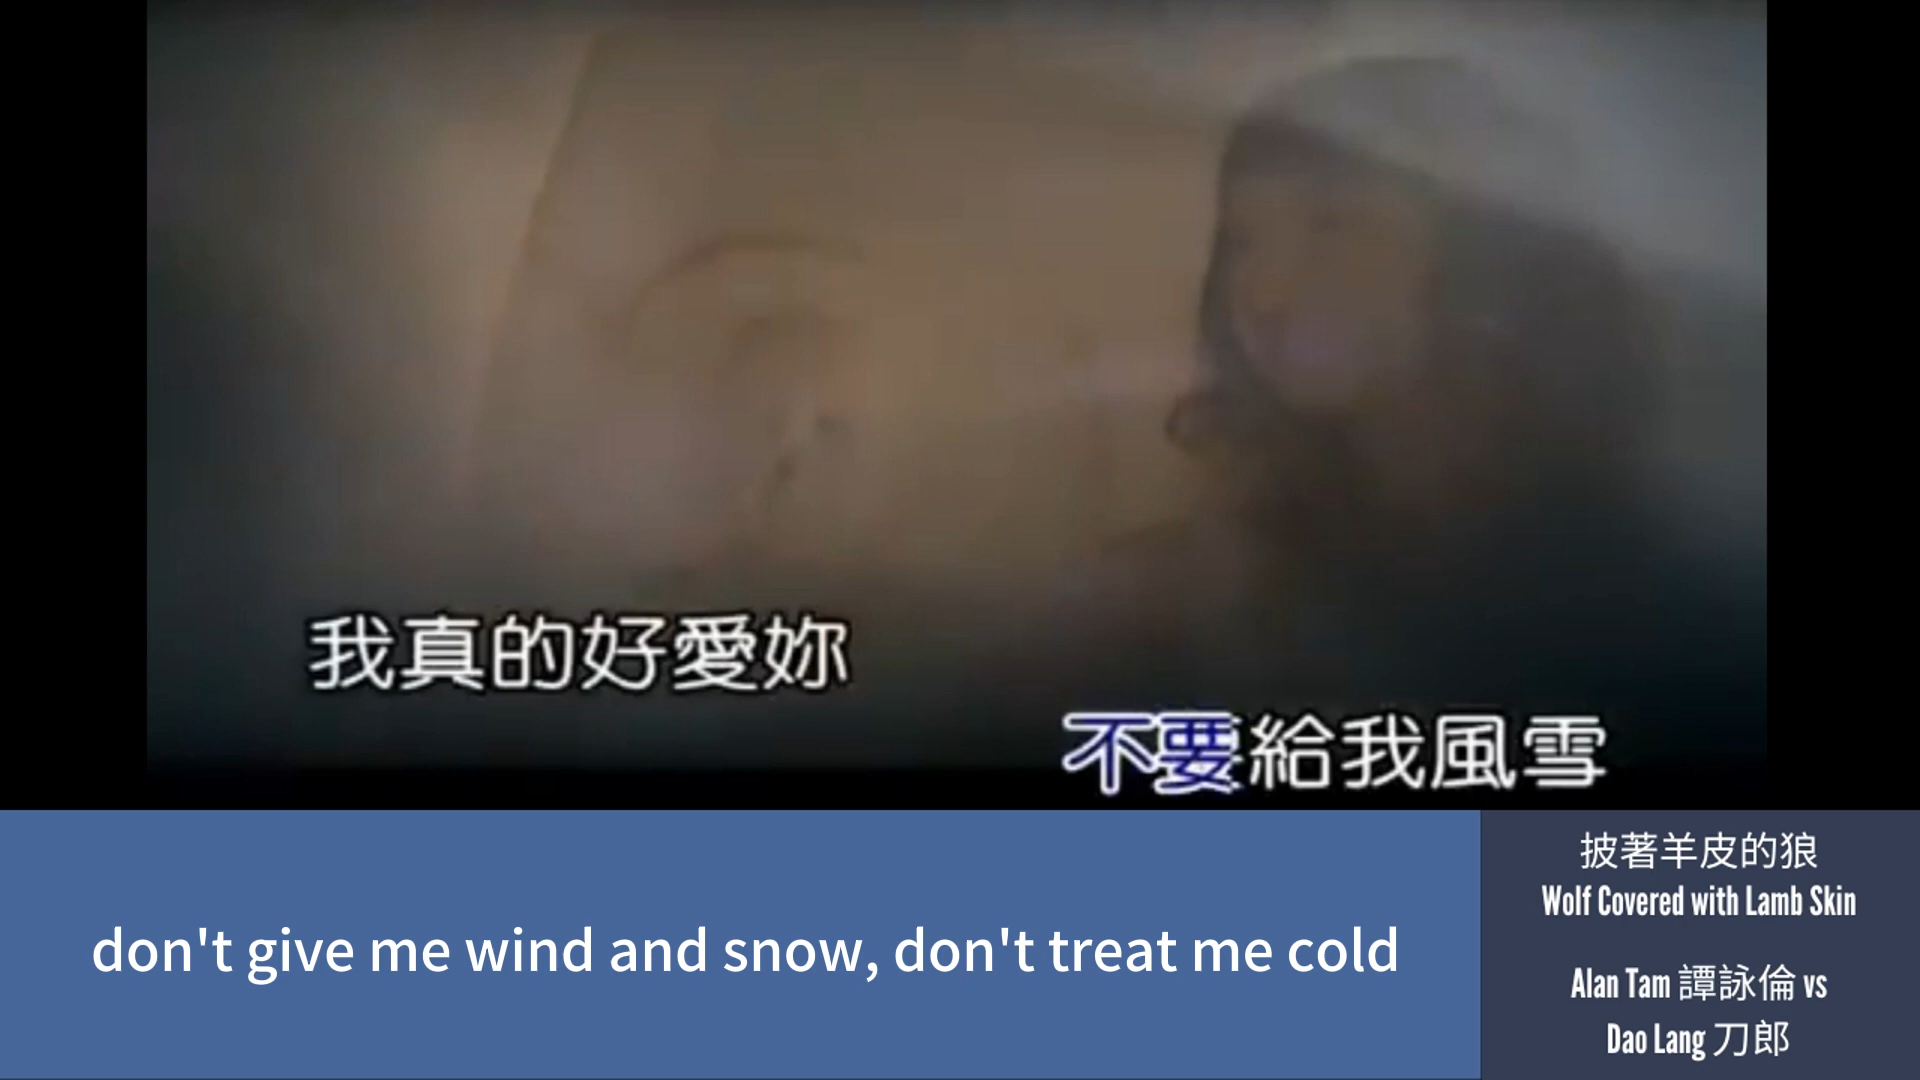 我真的好愛妳
不要給我風雪
don't give me wind and snow, don't treat me cold
披著羊皮的狼
Wolf Covered with Lamb Skin
Alan Tam 譚詠倫 vs
Dao Lang 刀郎